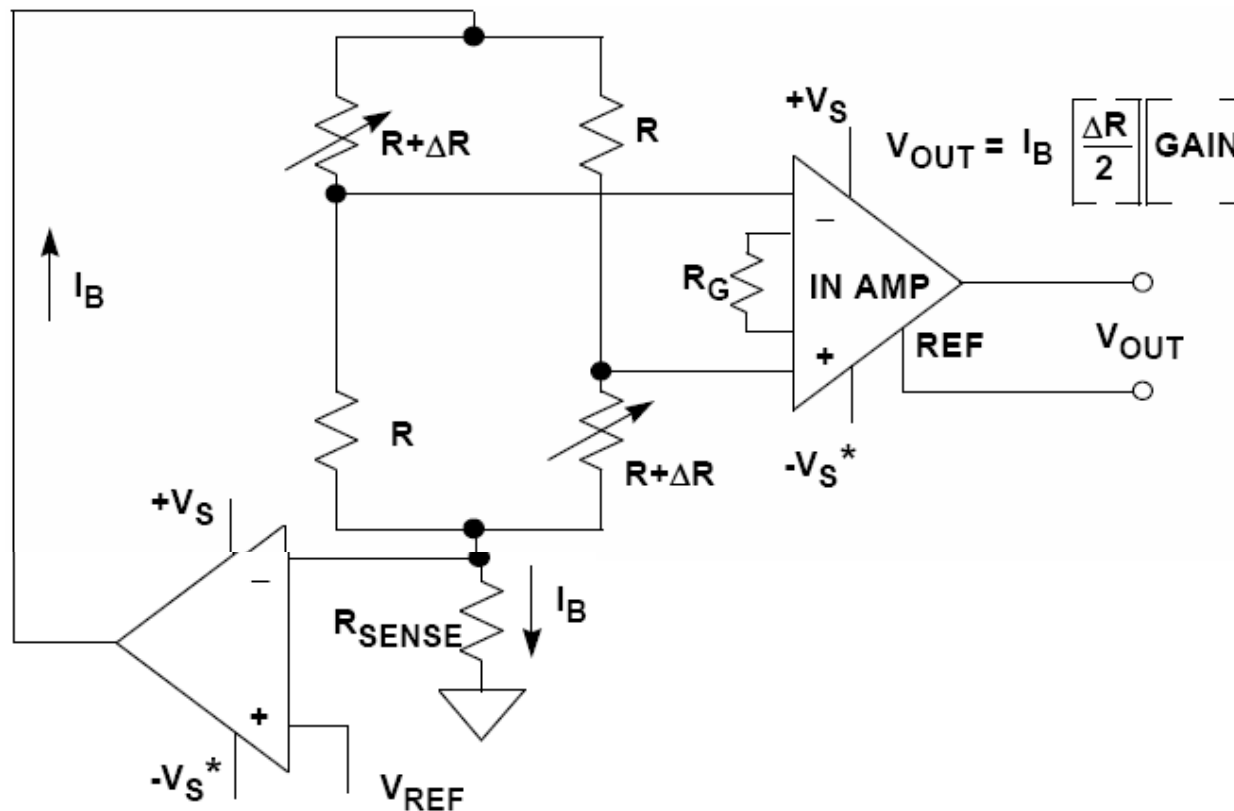 +VS
R+ΔR
R
VOUT = IB [ΔR/2] [GAIN
−
IB
RG
IN AMP
+
REF
VOUT
R
R+ΔR
-VS*
+VS
−
RSENSE
IB
+
-VS*
VREF